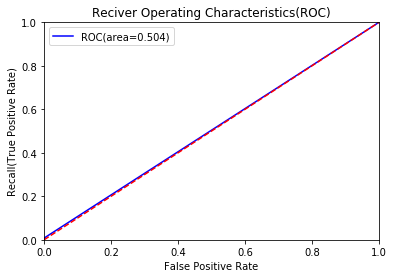 Reciver Operating Characteristics(ROC)
ROC(area=0.504)
Recall(True Positive Rate)
1.0
0.8
0.6
0.4
0.2
0.0
0.0 0.2 0.4 0.6 0.8 1.0
False Positive Rate